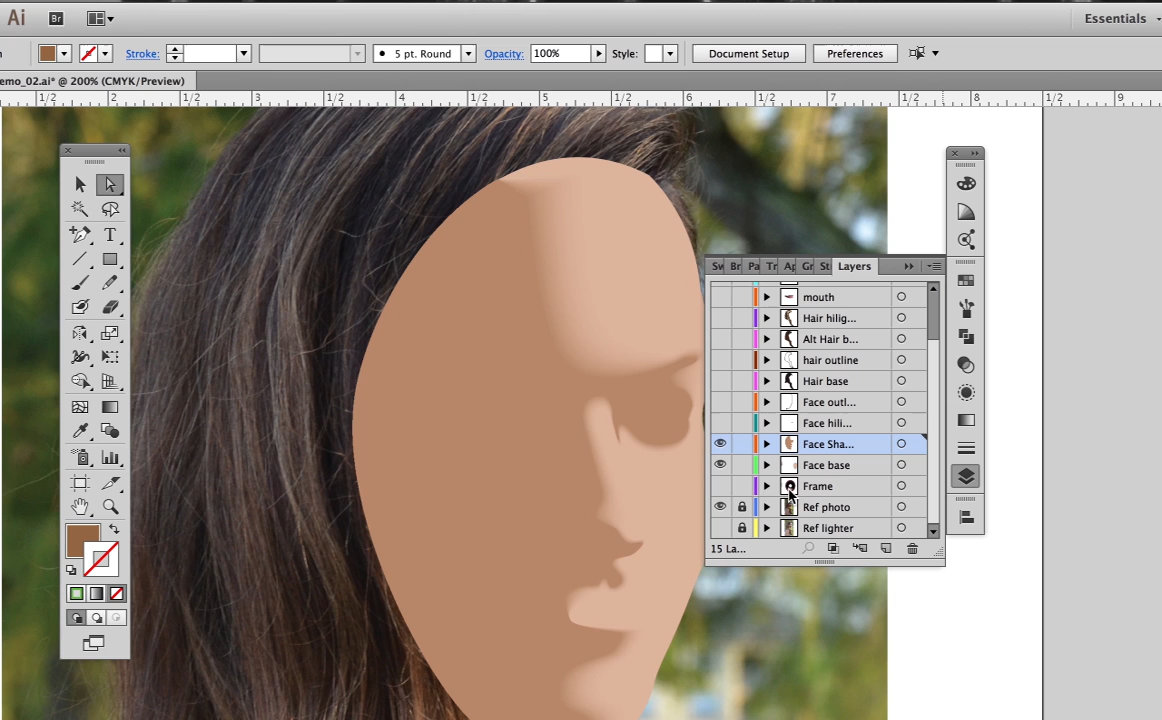 Ai Br Essentials
Stroke: 5 pt. Round Opacity: 100% Style: Document Setup Preferences
emo_02.ai* @ 200% (CMYK/Preview)
1/2 2 1/2 3 1/2 4 1/2 5 1/2 6 1/2 7 1/2 8 1/2 9
T
Sw Br Pa Tr Ap Gr St Layers
mouth
Hair hilig...
Alt Hair b...
hair outline
Hair base
Face outl...
Face hili...
Face Sha...
Face base
Frame
Ref photo
Ref lighter
15 La...